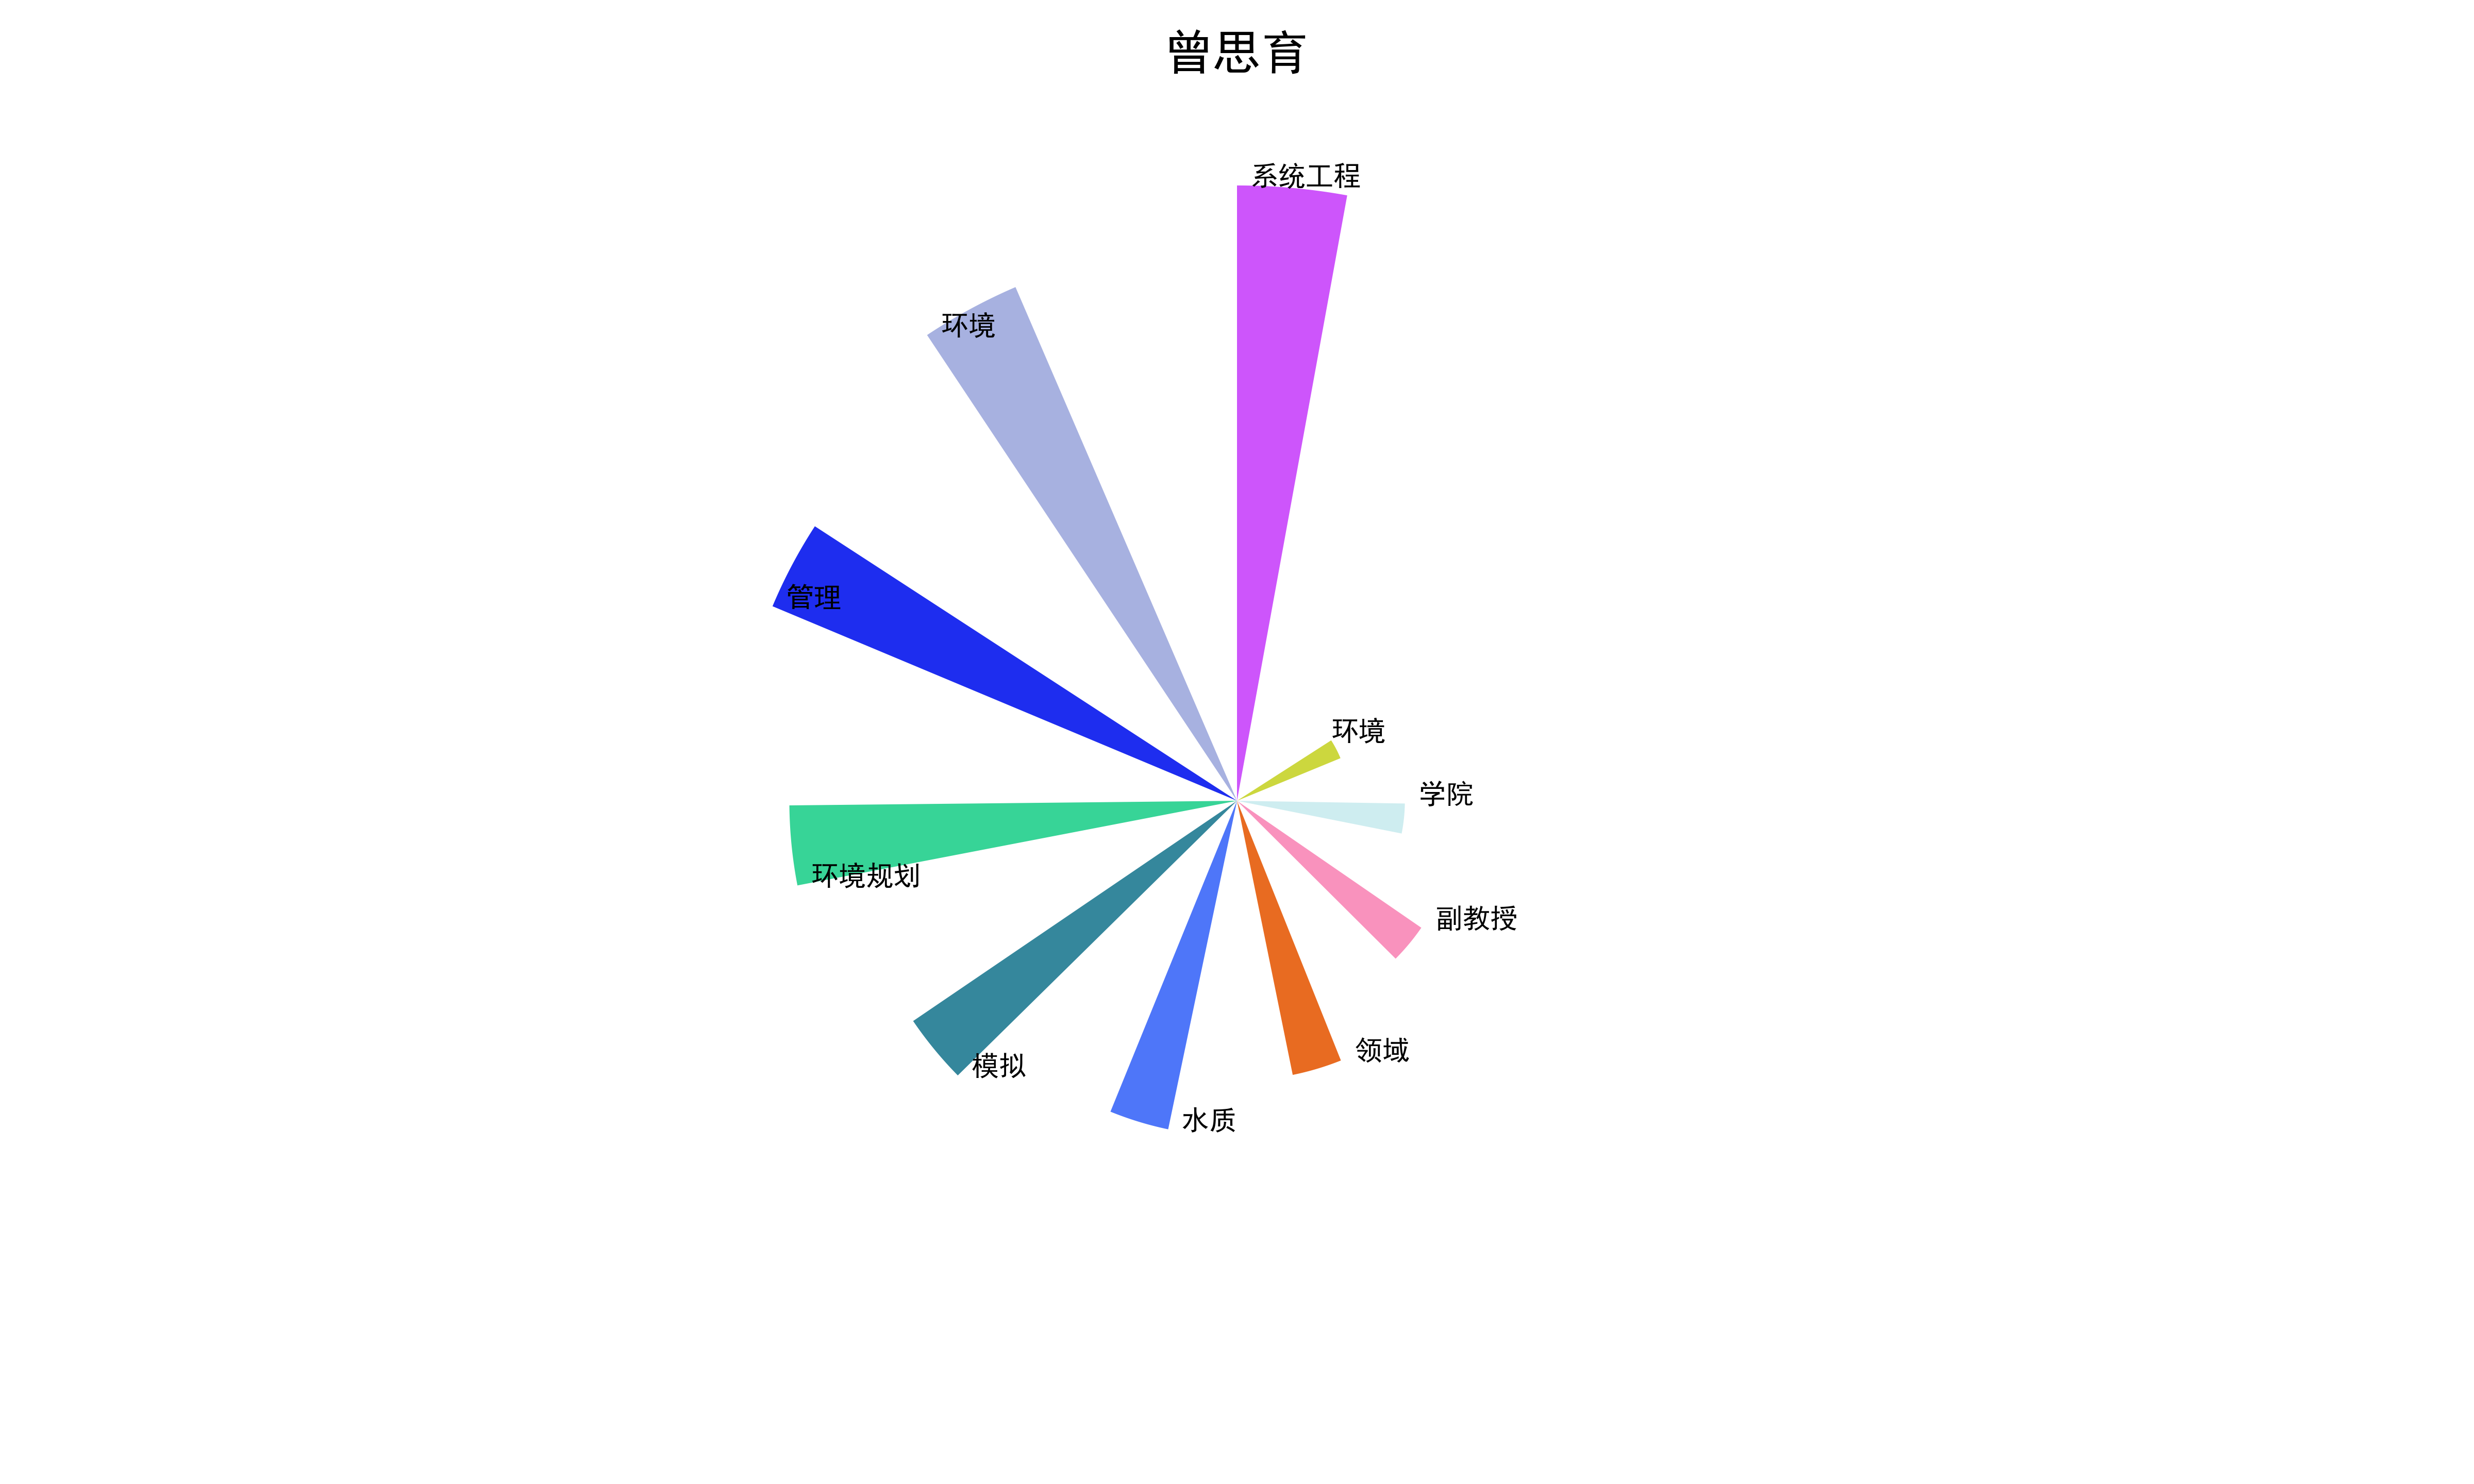 曾思育
系统工程
环境
管理
环境
学院
环境规划
副教授
领域
模拟
水质